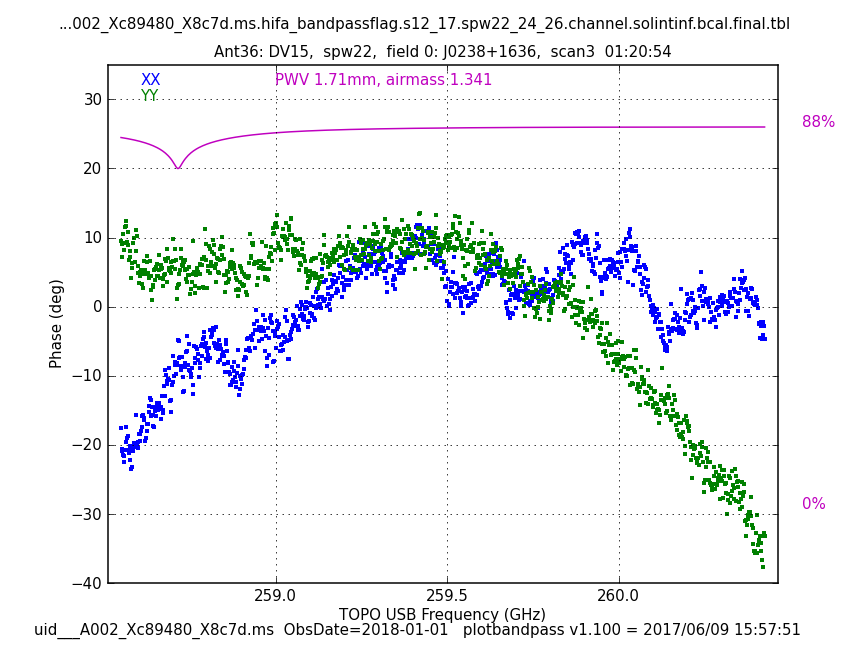 ...002_Xc89480_X8c7d.ms.hifa_bandpassflag.s12_17.spw22_24_26.channel.solintinf.bcal.final.tbl
Ant36: DV15,  spw22,  field 0: J0238+1636,  scan3  01:20:54
XX
PWV 1.71mm, airmass 1.341
YY
30
88%
20
10
0
Phase (deg)
−10
−20
−30
0%
−40
259.0
259.5
260.0
TOPO USB Frequency (GHz)
uid___A002_Xc89480_X8c7d.ms  ObsDate=2018-01-01   plotbandpass v1.100 = 2017/06/09 15:57:51